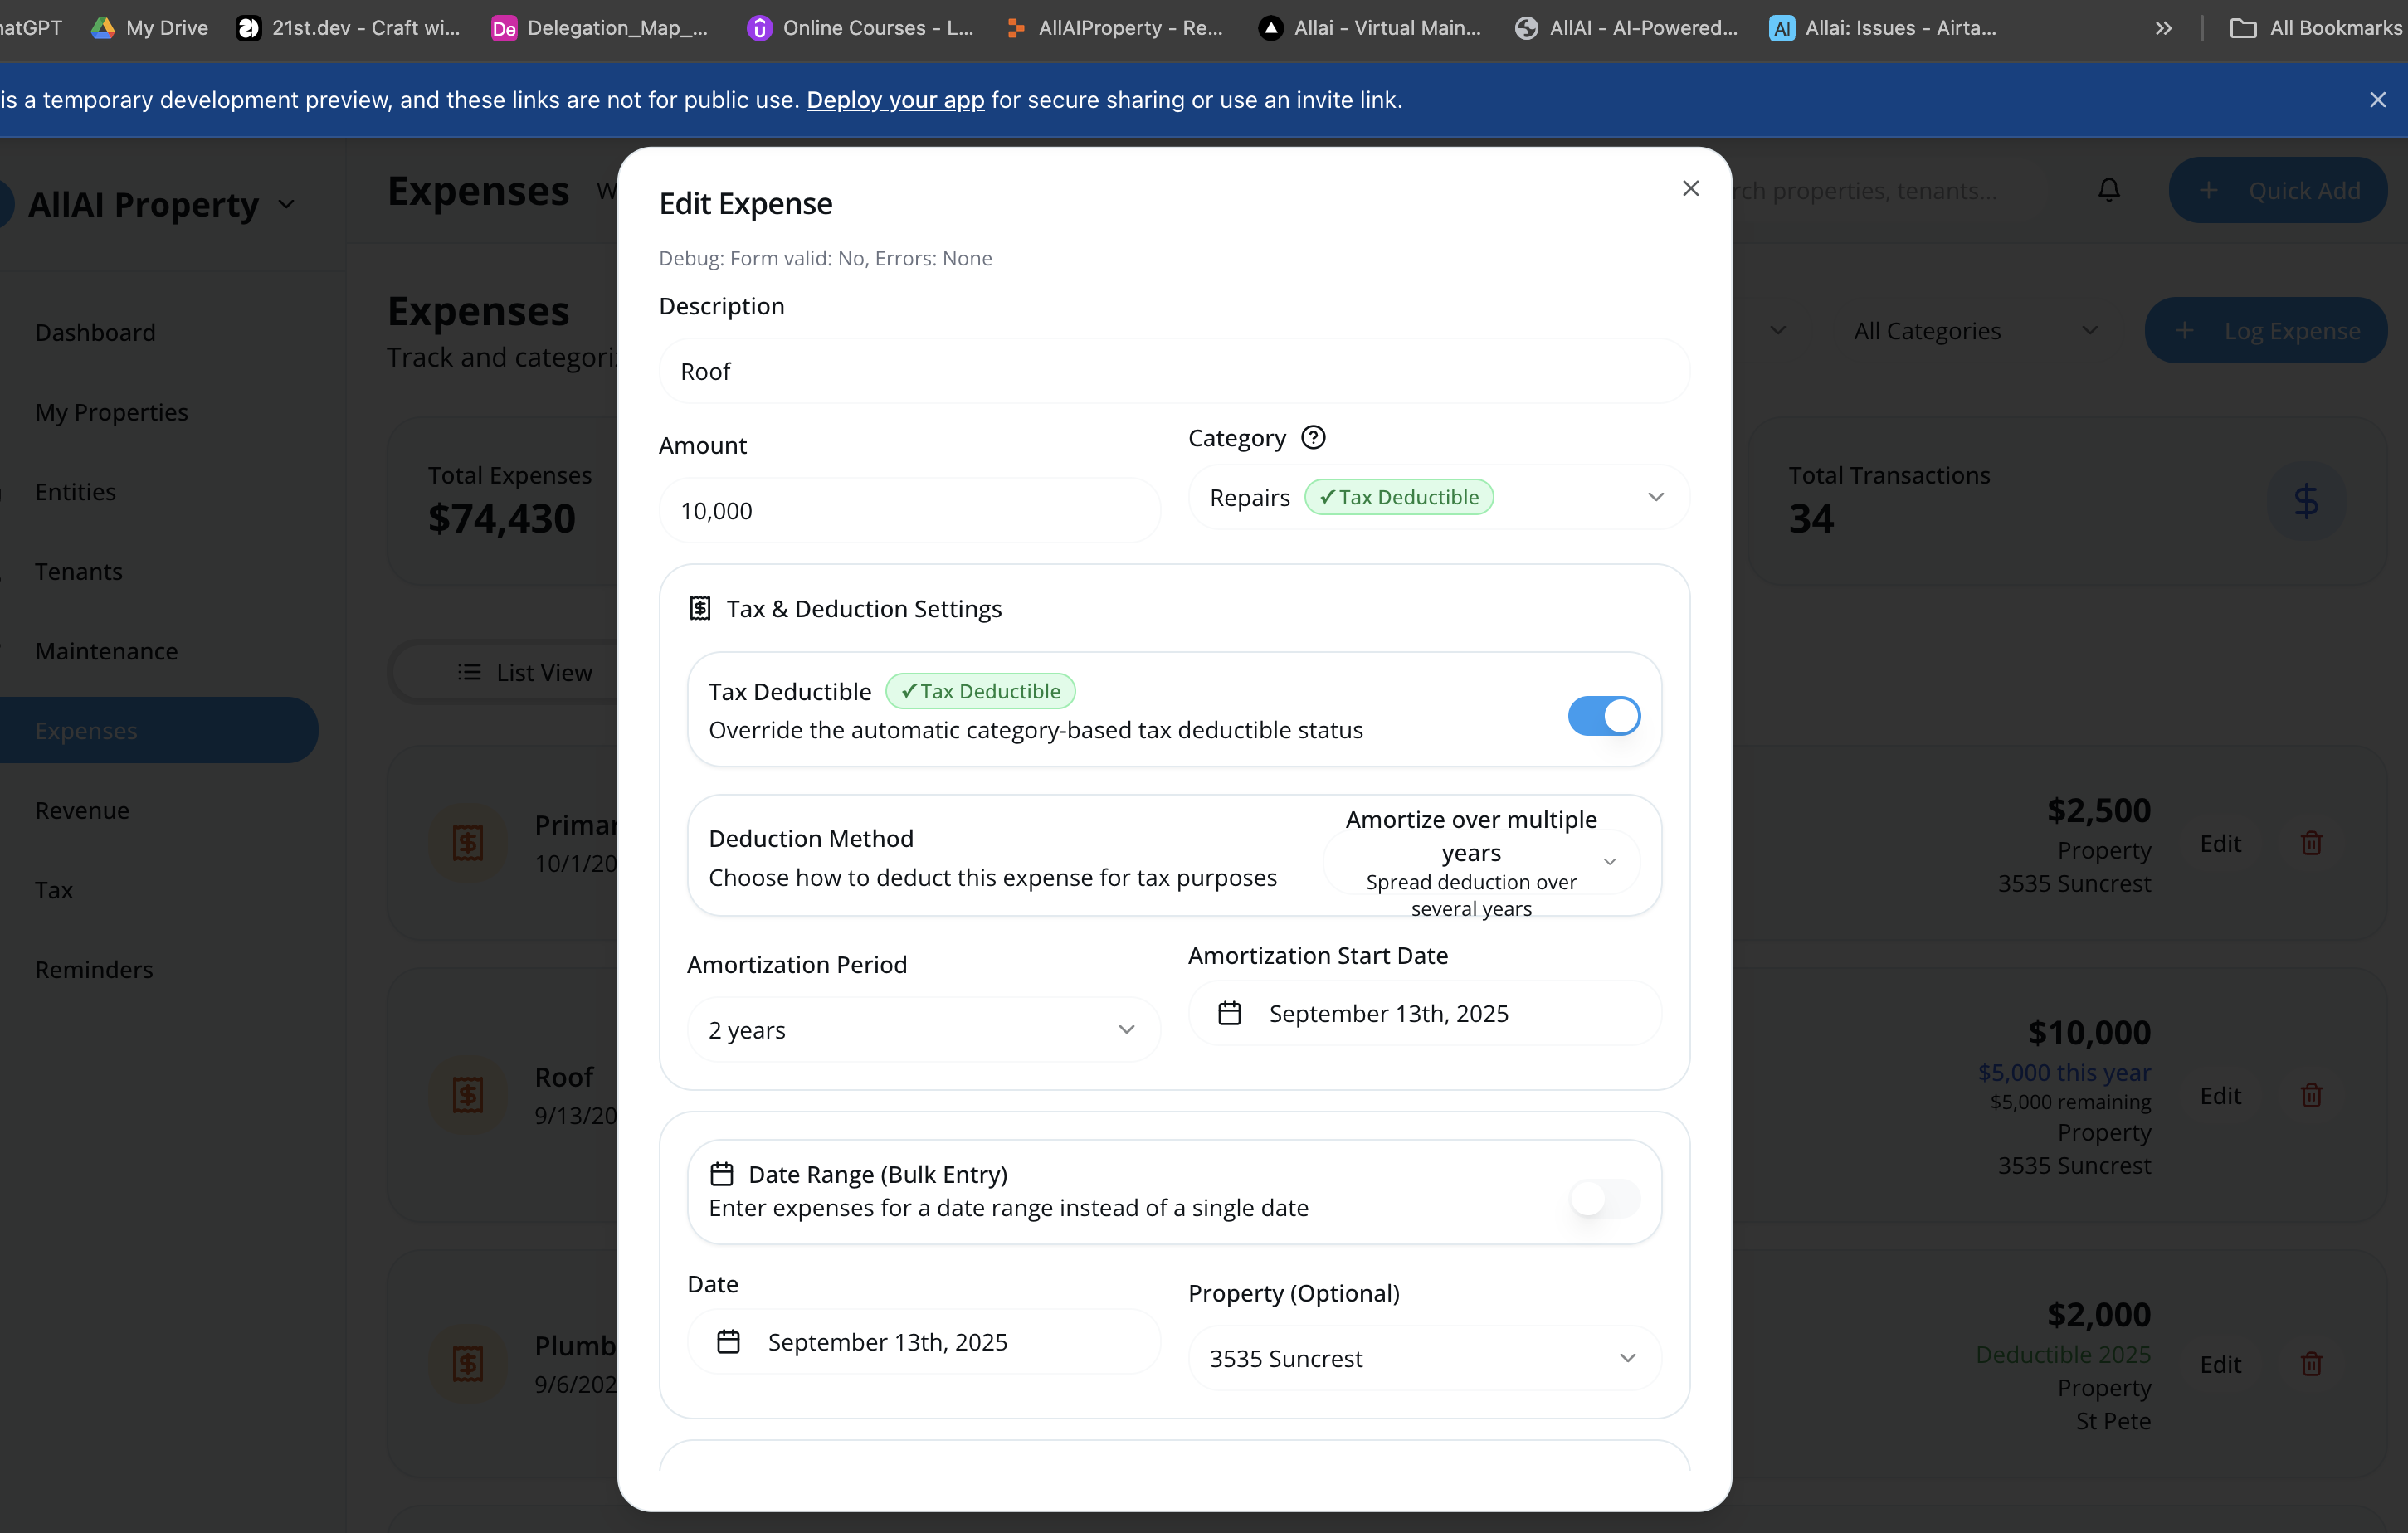 hatGPT
My Drive
21st.dev - Craft wi...
Delegation_Map_...
Online Courses - L...
AllAIProperty - Re...
Allai - Virtual Main...
AllAI - AI-Powered...
Allai: Issues - Airta...
All Bookmarks
is a temporary development preview, and these links are not for public use. Deploy your app for secure sharing or use an invite link.
AllAI Property
Dashboard
My Properties
Entities
Tenants
Maintenance
Expenses
Revenue
Tax
Reminders
Expenses
rch properties, tenants...
Quick Add
Expenses
Track and categori
All Categories
Log Expense
Total Expenses
$74,430
Total Transactions
34
List View
Primar
10/1/20
$2,500
Property
3535 Suncrest
Edit
Roof
9/13/20
$10,000
$5,000 this year
$5,000 remaining
Property
3535 Suncrest
Edit
Plumb
9/6/202
$2,000
Deductible 2025
Property
St Pete
Edit
Edit Expense
Debug: Form valid: No, Errors: None
Description
Roof
Amount
10,000
Category
Repairs ✓ Tax Deductible
Tax & Deduction Settings
Tax Deductible ✓ Tax Deductible
Override the automatic category-based tax deductible status
Deduction Method
Choose how to deduct this expense for tax purposes
Amortize over multiple
years
Spread deduction over
several years
Amortization Period
2 years
Amortization Start Date
September 13th, 2025
Date Range (Bulk Entry)
Enter expenses for a date range instead of a single date
Date
September 13th, 2025
Property (Optional)
3535 Suncrest